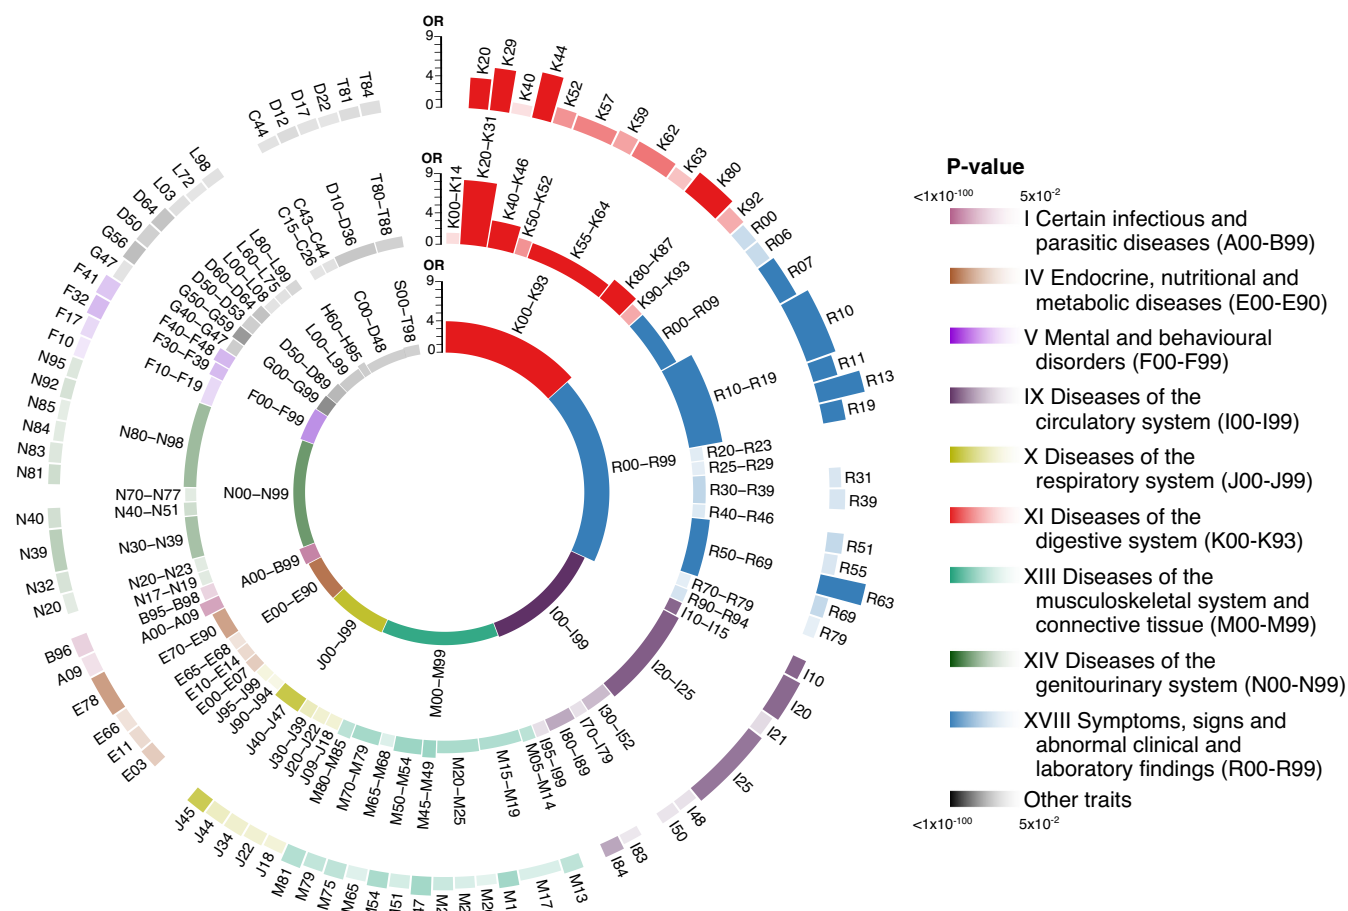 OR
9
4
0
K20
K29
K40
K44
K52
K57
K59
K62
K63
K80
K92
R00
R06
R07
R10
R11
R13
R19
R31
R39
R51
R55
R63
R69
R79
I10
I20
I21
I25
I48
I50
I83
I84
M13
M17
J18
J22
J34
J44
J45
M81
M79
M75
M65
E03
E11
E66
E78
A09
B96
N20
N32
N39
N40
N81
N83
N84
N85
N92
N95
F10
F17
F32
F41
G47
G56
D50
D64
L03
L72
L98
C44
D12
D17
D22
T81
T84
OR
9
4
0
K00–K14
K20–K31
K40–K46
K50–K52
K55–K64
K80–K87
K90–K93
R00–R09
R10–R19
R20–R23
R25–R29
R30–R39
R40–R46
R50–R69
R70–R79
R90–R94
I10–I15
I20–I25
I30–I52
I70–I79
I80–I89
I95–I99
M05–M14
M15–M19
M20–M25
M45–M49
M50–M54
M65–M68
M70–M79
M80–M85
J09–J18
J20–J22
J30–J39
J40–J47
J90–J94
J95–J99
E00–E07
E10–E14
E65–E68
E70–E90
A00–A09
B95–B98
N17–N19
N20–N23
N30–N39
N40–N51
N70–N77
N80–N98
F10–F19
F30–F39
F40–F48
G40–G47
G50–G59
D50–D53
D60–D64
L00–L08
L60–L75
L80–L99
C15–C26
C43–C44
D10–D36
T80–T88
OR
9
4
0
K00–K93
R00–R99
I00–I99
M00–M99
J00–J99
E00–E90
A00–B99
N00–N99
F00–F99
G00–G99
D50–D89
L00–L99
H60–H95
C00–D48
S00–T98
P-value
<1x10-100 5x10-2
I Certain infectious and
parasitic diseases (A00-B99)
IV Endocrine, nutritional and
metabolic diseases (E00-E90)
V Mental and behavioural
disorders (F00-F99)
IX Diseases of the
circulatory system (I00-I99)
X Diseases of the
respiratory system (J00-J99)
XI Diseases of the
digestive system (K00-K93)
XIII Diseases of the
musculoskeletal system and
connective tissue (M00-M99)
XIV Diseases of the
genitourinary system (N00-N99)
XVIII Symptoms, signs and
abnormal clinical and
laboratory findings (R00-R99)
Other traits
<1x10-100 5x10-2